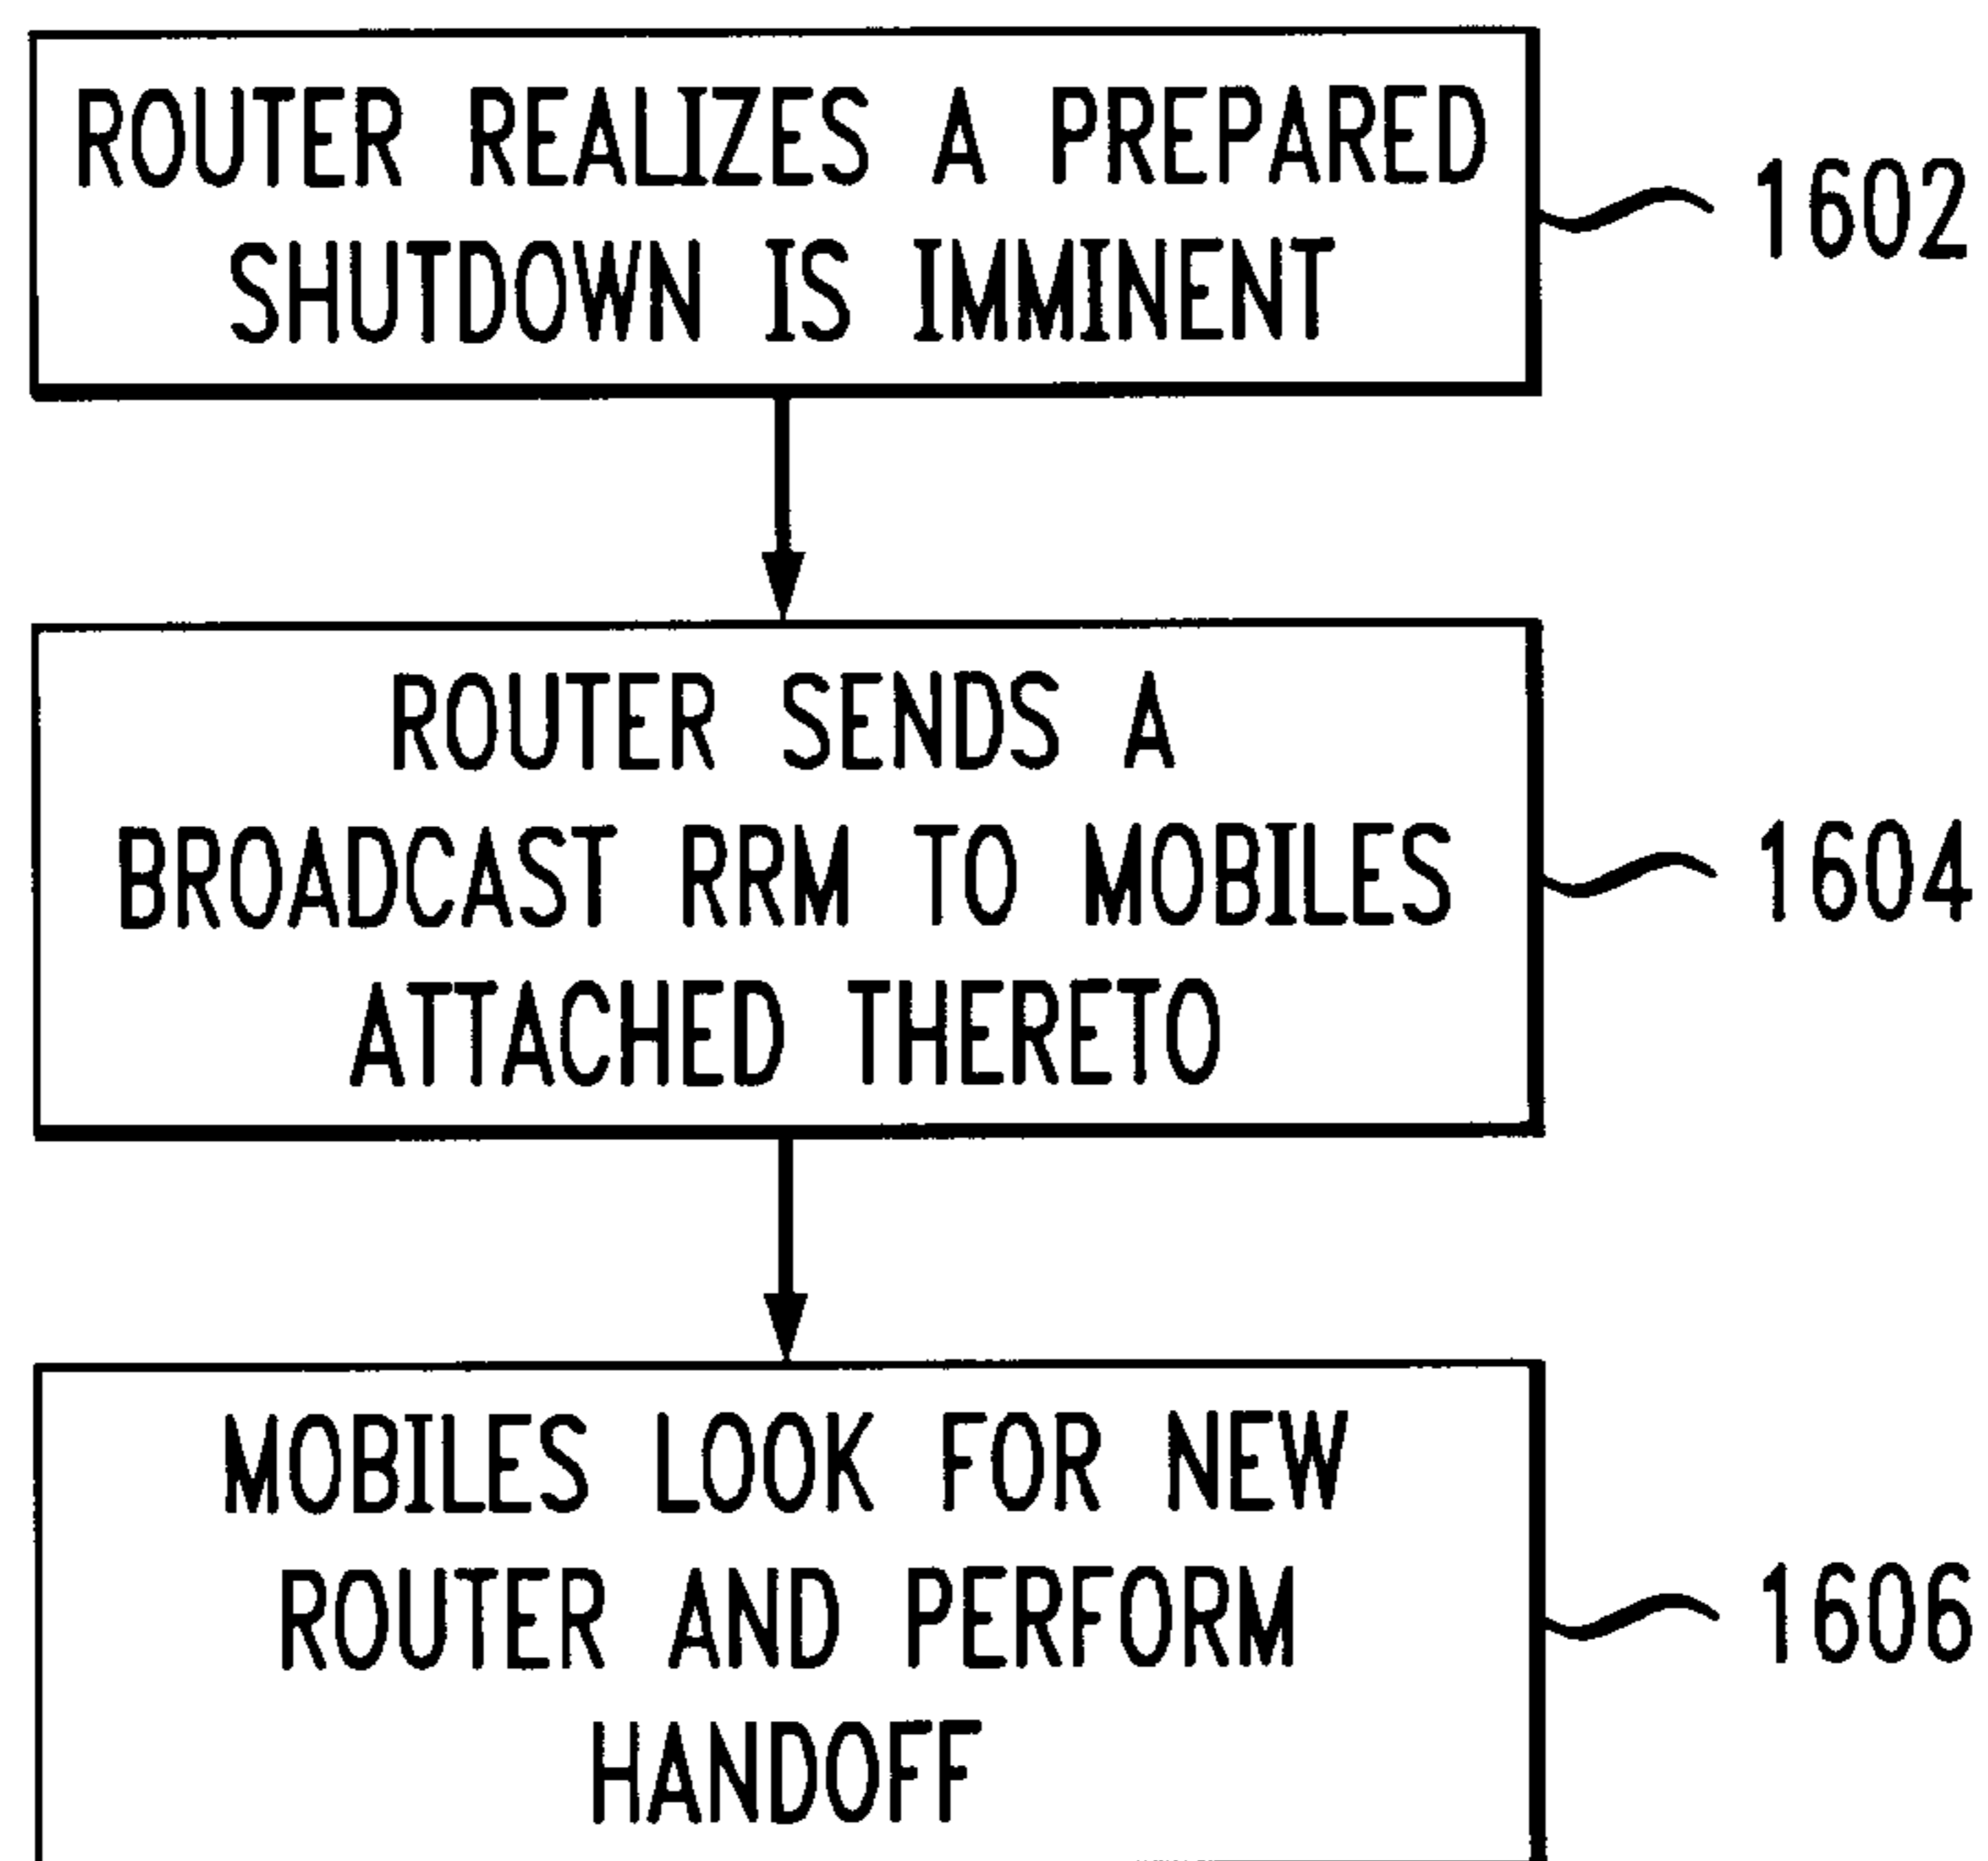 ROUTER REALIZES A PREPARED
SHUTDOWN IS IMMINENT
1602
ROUTER SENDS A
BROADCAST RRM TO MOBILES
ATTACHED THERETO
1604
MOBILES LOOK FOR NEW
ROUTER AND PERFORM
HANDOFF
1606